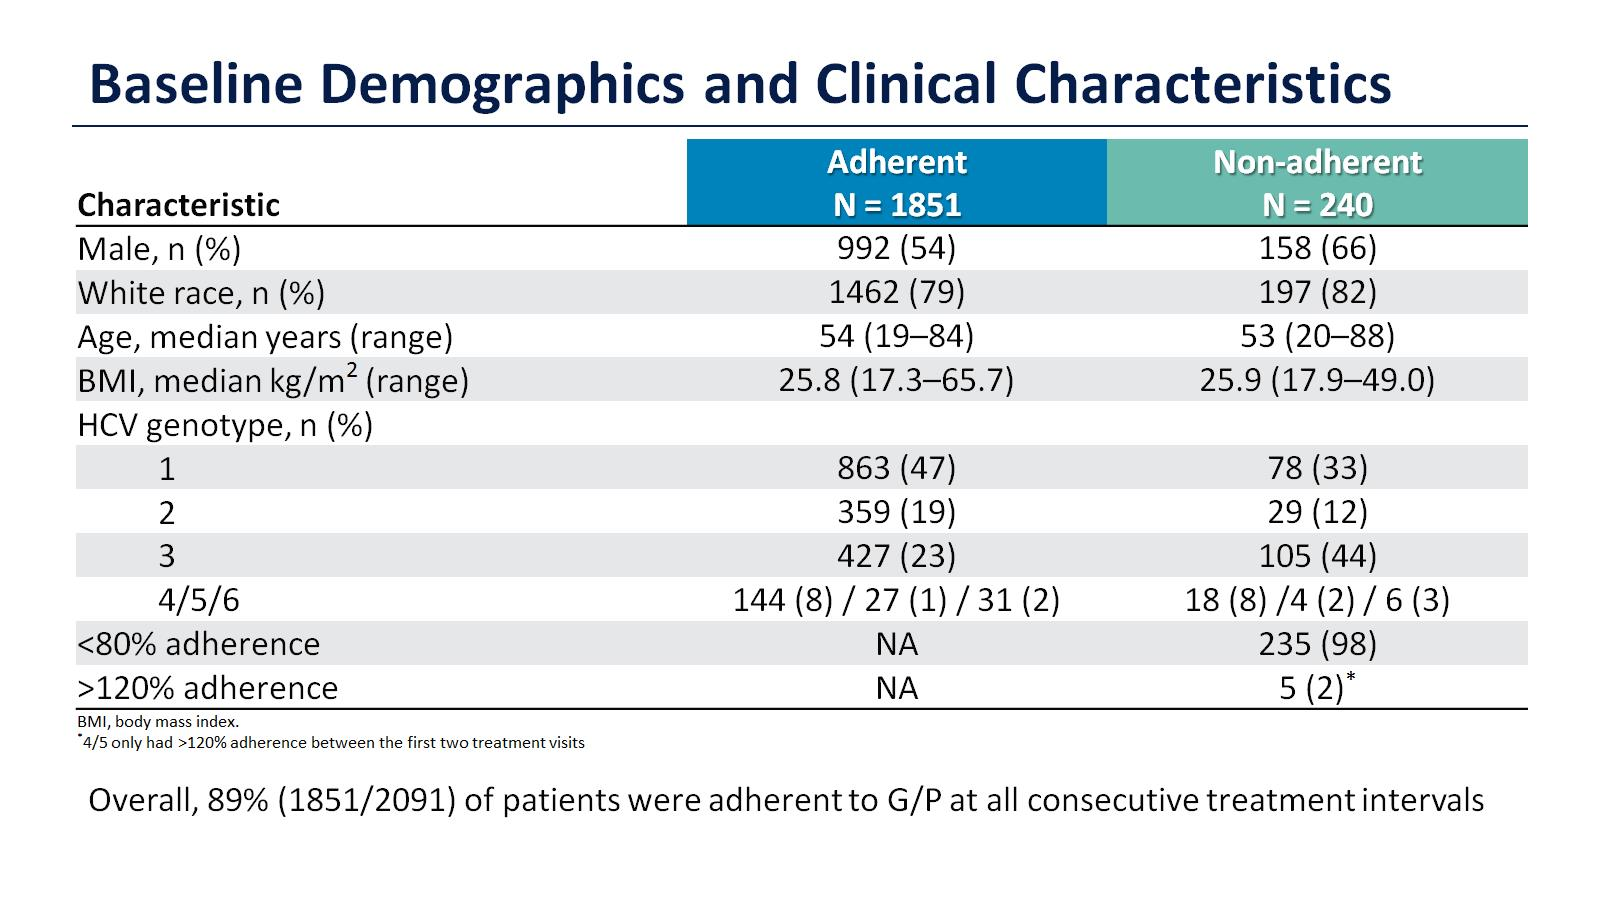 Baseline Demographics and Clinical Characteristics
Characteristic Adherent N = 1851 Non-adherent N = 240
Male, n (%) 992 (54) 158 (66)
White race, n (%) 1462 (79) 197 (82)
Age, median years (range) 54 (19–84) 53 (20–88)
BMI, median kg/m² (range) 25.8 (17.3–65.7) 25.9 (17.9–49.0)
HCV genotype, n (%)
1 863 (47) 78 (33)
2 359 (19) 29 (12)
3 427 (23) 105 (44)
4/5/6 144 (8) / 27 (1) / 31 (2) 18 (8) /4 (2) / 6 (3)
<80% adherence NA 235 (98)
>120% adherence NA 5 (2)*
BMI, body mass index.
*4/5 only had >120% adherence between the first two treatment visits
Overall, 89% (1851/2091) of patients were adherent to G/P at all consecutive treatment intervals